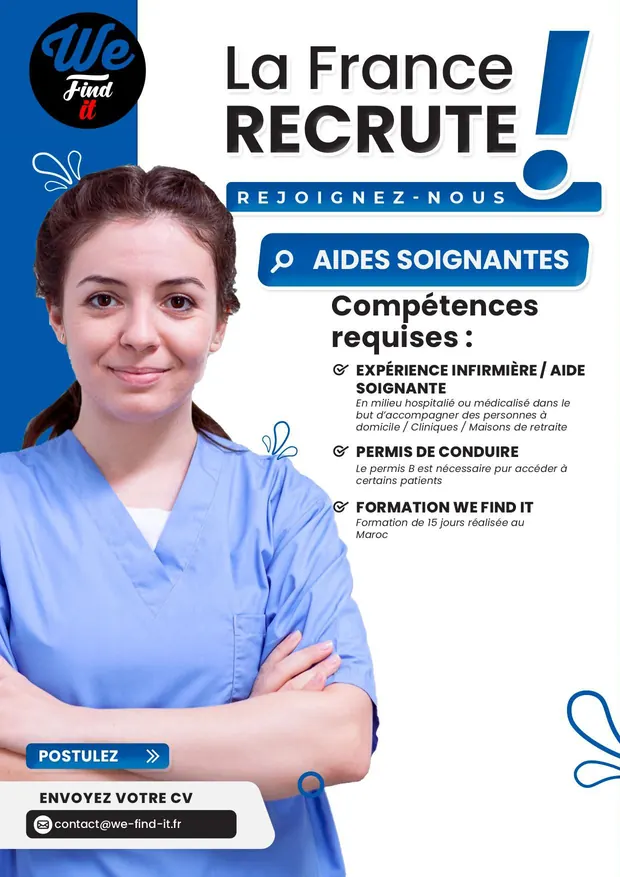 We
Find
it
La France
RECRUTE !
REJOIGNEZ-NOUS
AIDES SOIGNANTES
Compétences
requises :
EXPÉRIENCE INFIRMIÈRE / AIDE
SOIGNANTE
En milieu hospitalié ou médicalisé dans le
but d'accompagner des personnes à
domicile / Cliniques / Maisons de retraite
PERMIS DE CONDUIRE
Le permis B est nécessaire pur accéder à
certains patients
FORMATION WE FIND IT
Formation de 15 jours réalisée au
Maroc
POSTULEZ
ENVOYEZ VOTRE CV
contact@we-find-it.fr